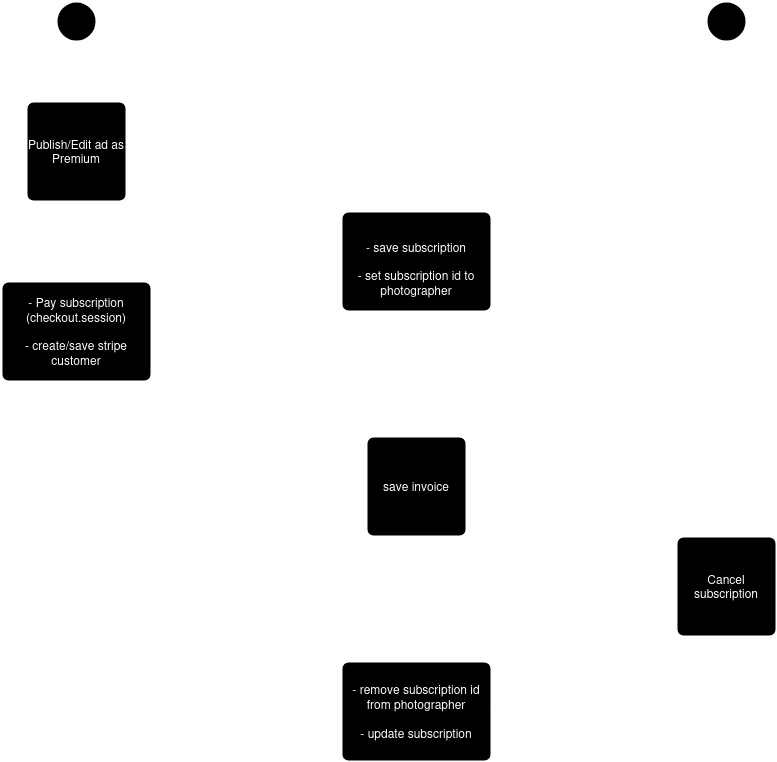 Publish/Edit ad as
Premium
- save subscription
- set subscription id to
photographer
- Pay subscription
(checkout.session)
- create/save stripe
customer
save invoice
Cancel
subscription
- remove subscription id
from photographer
- update subscription